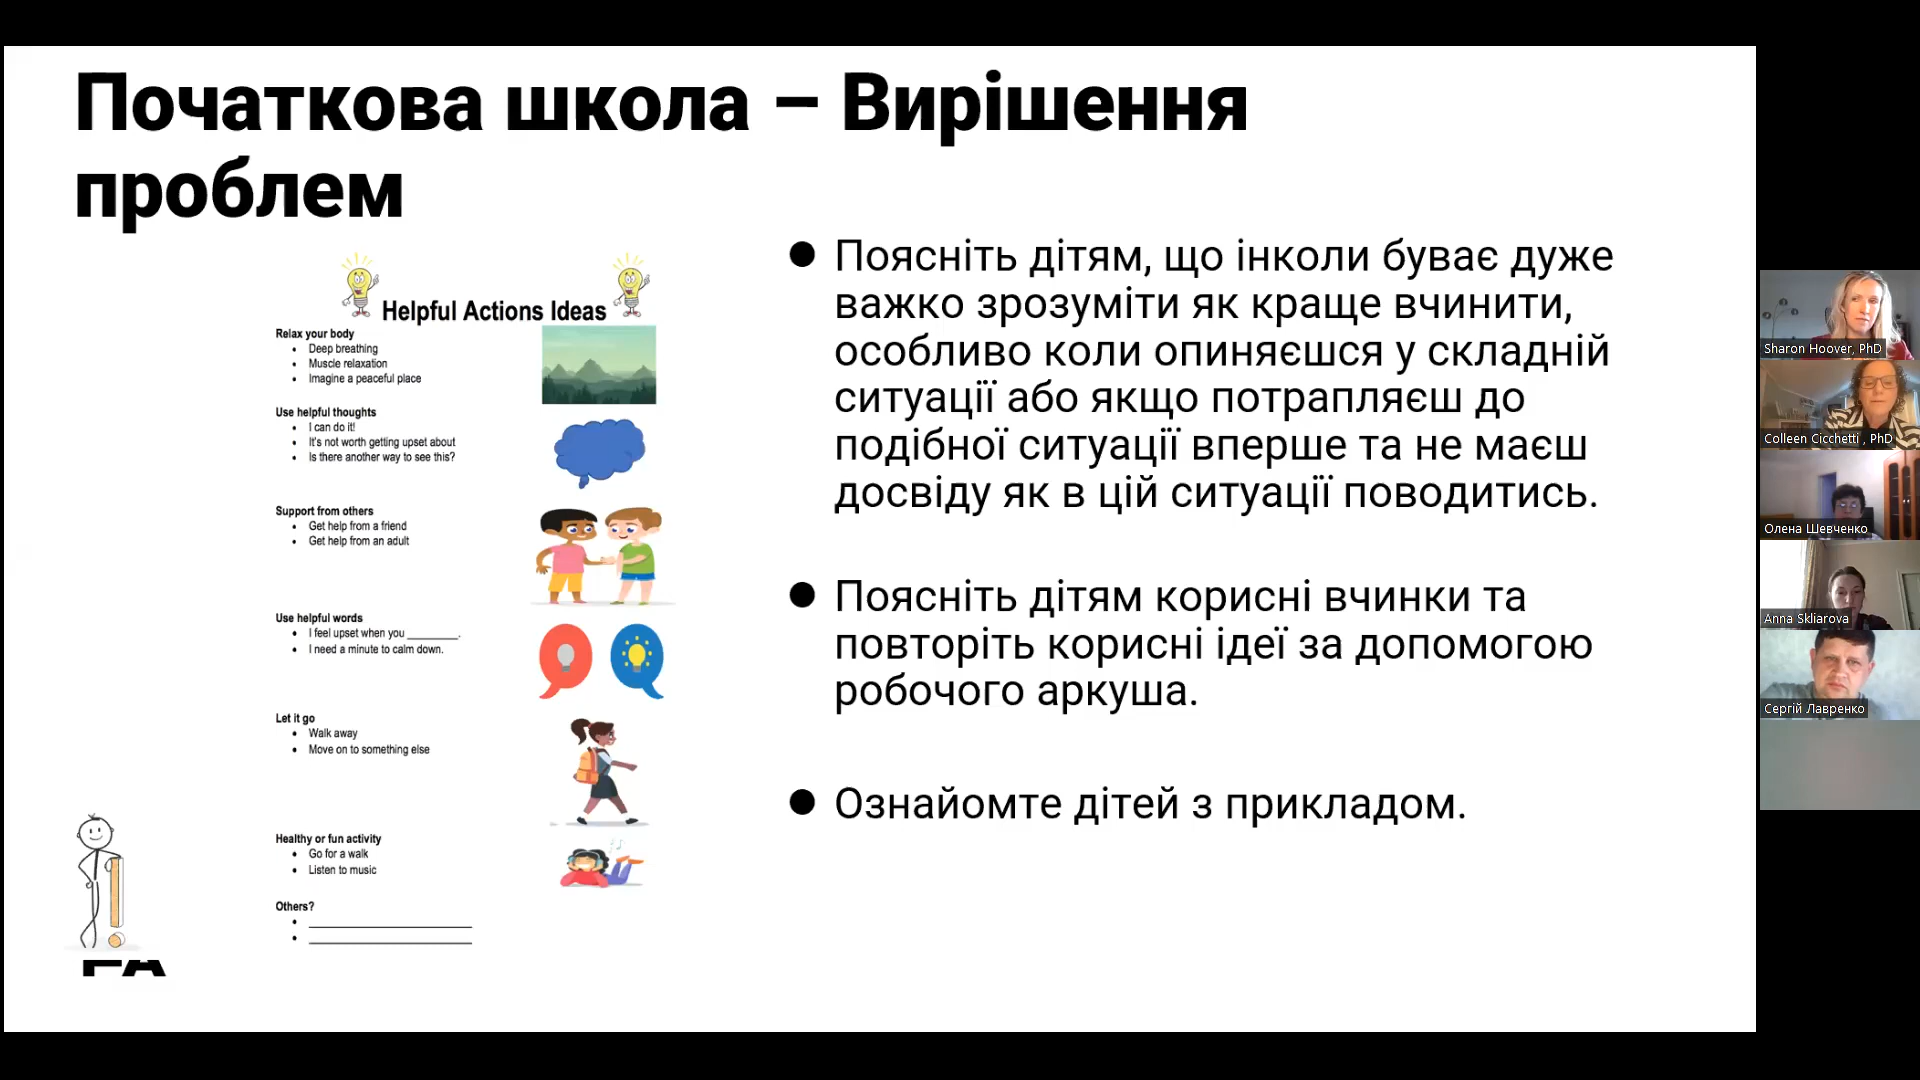 Початкова школа – Вирішення
проблем
Helpful Actions Ideas
Relax your body
• Deep breathing
• Muscle relaxation
• Imagine a peaceful place
Use helpful thoughts
• I can do it!
• It's not worth getting upset about
• Is there another way to see this?
Support from others
• Get help from a friend
• Get help from an adult
Use helpful words
• I feel upset when you ________.
• I need a minute to calm down.
Let it go
• Walk away
• Move on to something else
Healthy or fun activity
• Go for a walk
• Listen to music
Others?
• __________________________
• __________________________
● Поясніть дітям, що інколи буває дуже
важко зрозуміти як краще вчинити,
особливо коли опиняєшся у складній
ситуації або якщо потрапляєш до
подібної ситуації вперше та не маєш
досвіду як в цій ситуації поводитись.
● Поясніть дітям корисні вчинки та
повторіть корисні ідеї за допомогою
робочого аркуша.
● Ознайомте дітей з прикладом.
Sharon Hoover, PhD
Colleen Cicchetti , PhD
Олена Шевченко
Anna Skliarova
Сергій Лавренко